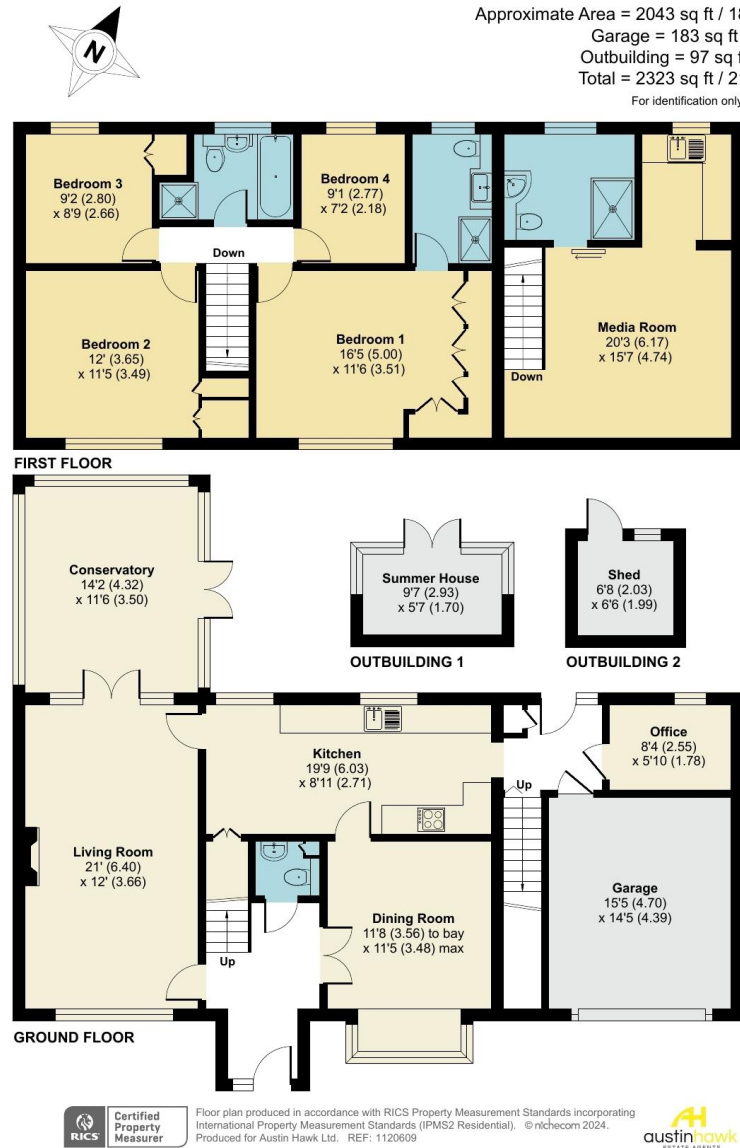 Approximate Area = 2043 sq ft / 18
Garage = 183 sq ft
Outbuilding = 97 sq f
Total = 2323 sq ft / 2
For identification only
N
Bedroom 3
9'2 (2.80)
x 8'9 (2.66)
Bedroom 4
9'1 (2.77)
x 7'2 (2.18)
Down
Bedroom 2
12' (3.65)
x 11'5 (3.49)
Bedroom 1
16'5 (5.00)
x 11'6 (3.51)
Media Room
20'3 (6.17)
x 15'7 (4.74)
Down
FIRST FLOOR
Conservatory
14'2 (4.32)
x 11'6 (3.50)
Summer House
9'7 (2.93)
x 5'7 (1.70)
OUTBUILDING 1
Shed
6'8 (2.03)
x 6'6 (1.99)
OUTBUILDING 2
Kitchen
19'9 (6.03)
x 8'11 (2.71)
Up
Office
8'4 (2.55)
x 5'10 (1.78)
Living Room
21' (6.40)
x 12' (3.66)
Up
Dining Room
11'8 (3.56) to bay
x 11'5 (3.48) max
Garage
15'5 (4.70)
x 14'5 (4.39)
GROUND FLOOR
RICS
Certified
Property
Measurer
Floor plan produced in accordance with RICS Property Measurement Standards incorporating
International Property Measurement Standards (IPMS2 Residential). © nichecom 2024.
Produced for Austin Hawk Ltd. REF: 1120609
AH
austinhawk
ESTATE AGENTS